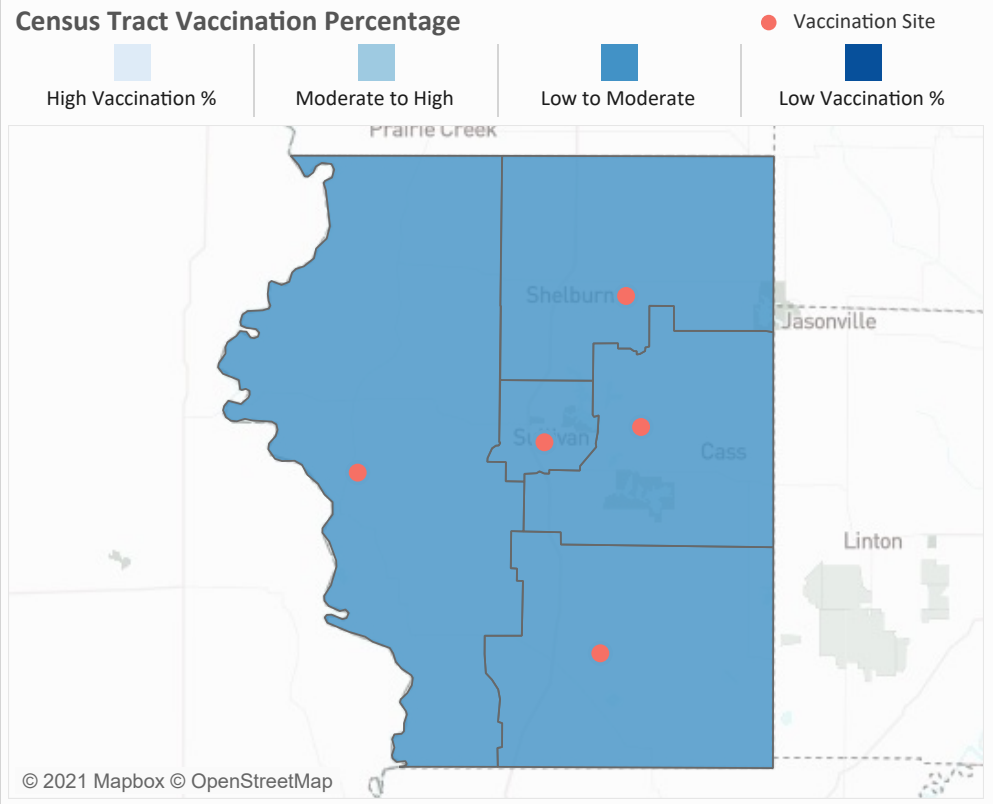 Census Tract Vaccination Percentage
Vaccination Site
High Vaccination %
Moderate to High
Low to Moderate
Low Vaccination %
Prairie Creek
Shelburn
Jasonville
Sullivan
Cass
Linton
© 2021 Mapbox © OpenStreetMap